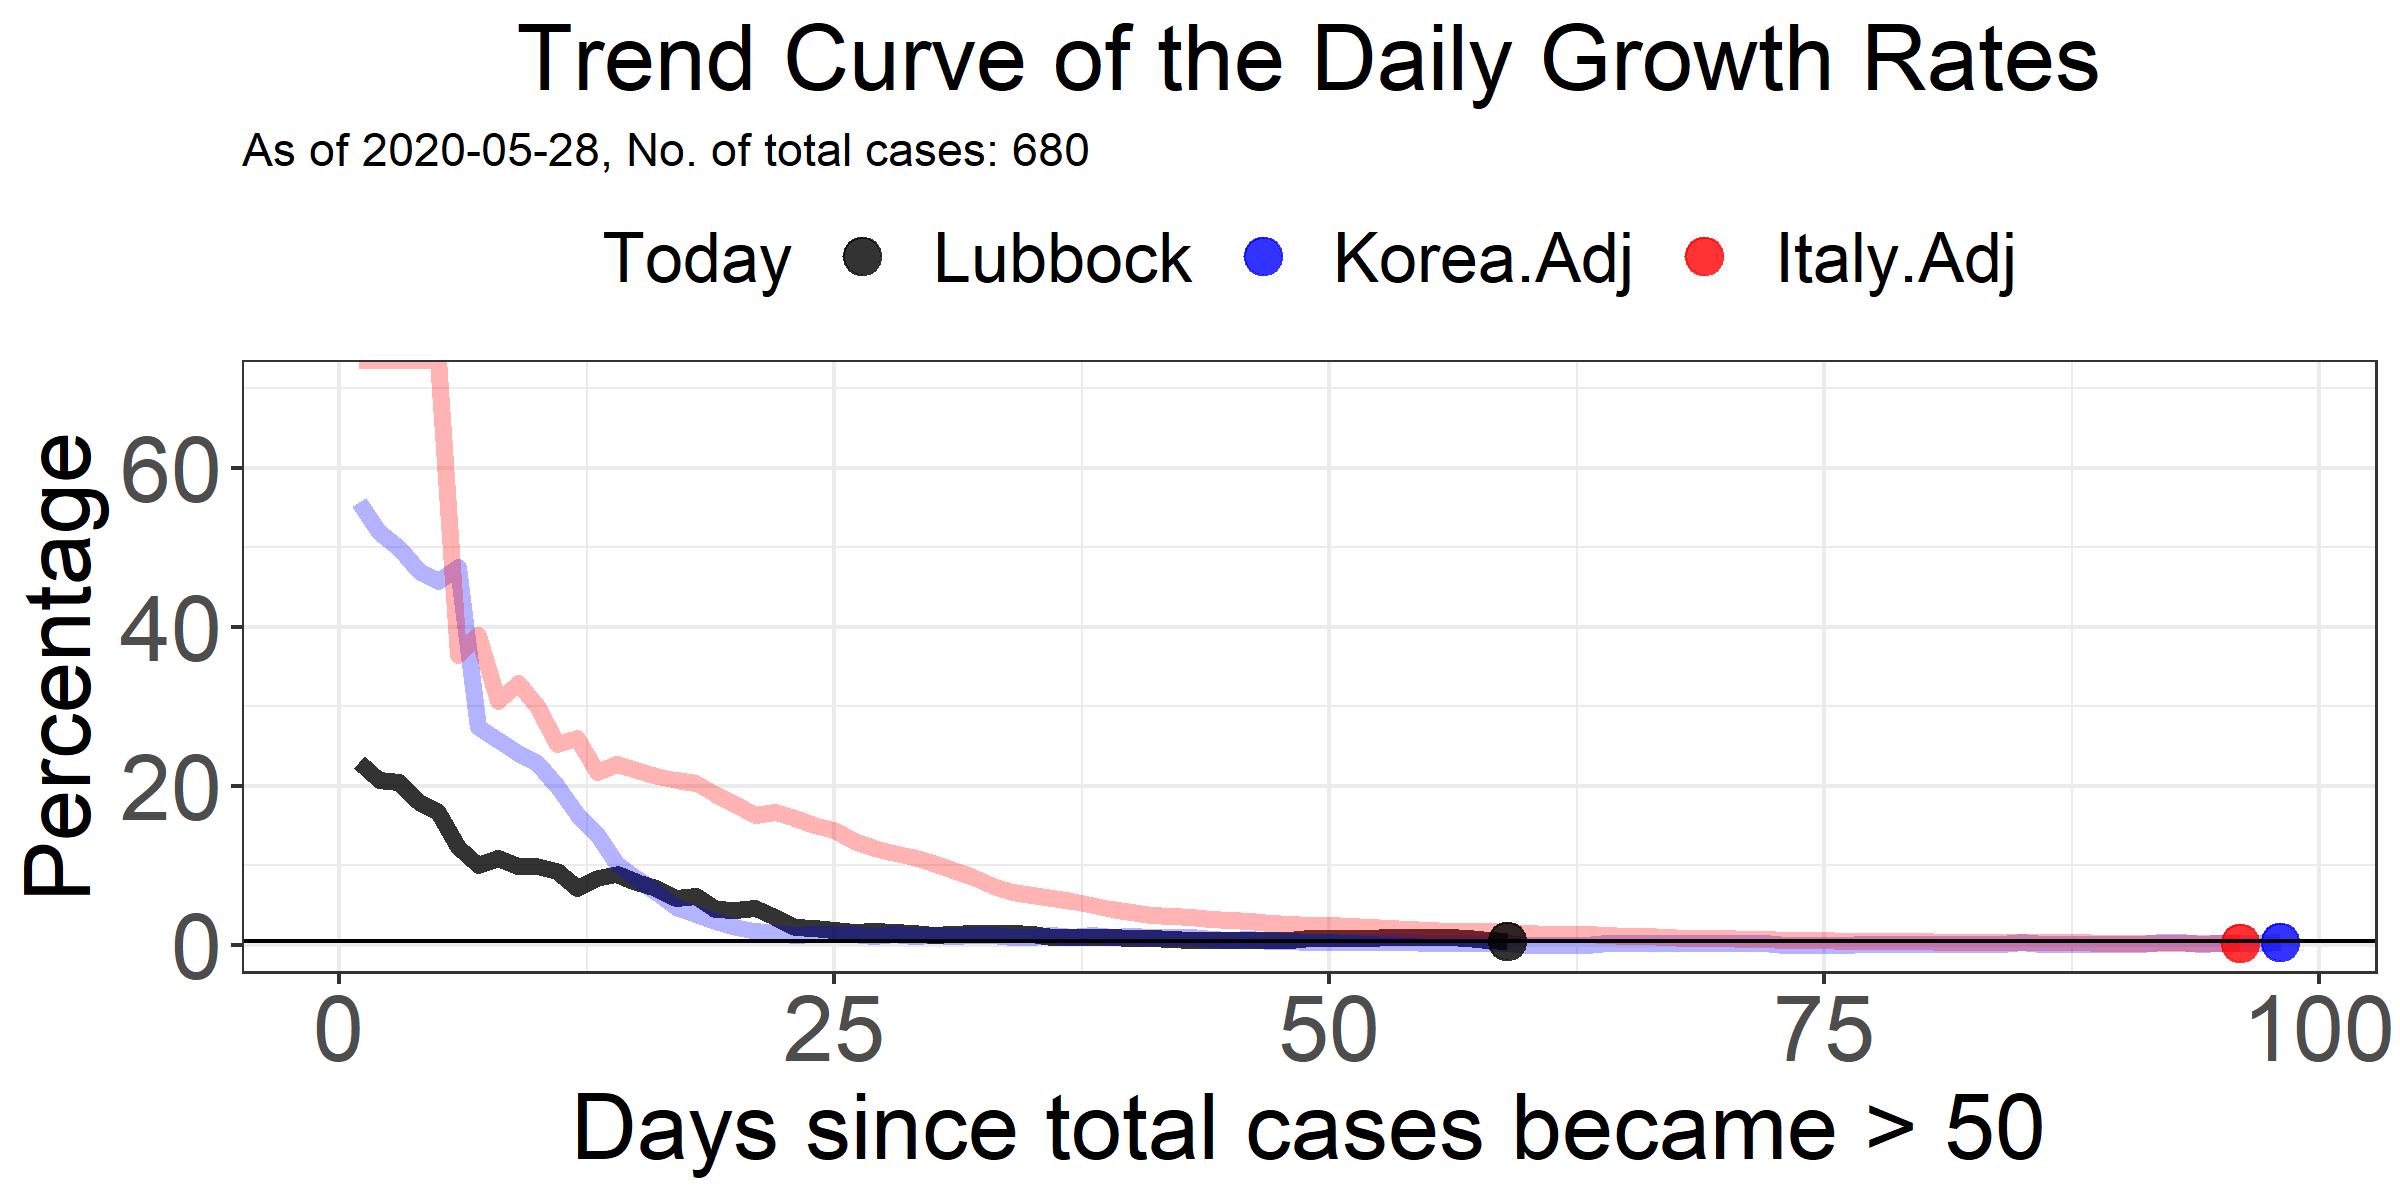 Trend Curve of the Daily Growth Rates
As of 2020-05-28, No. of total cases: 680
Today Lubbock Korea.Adj Italy.Adj
Percentage
60
40
20
0
0 25 50 75 100
Days since total cases became > 50